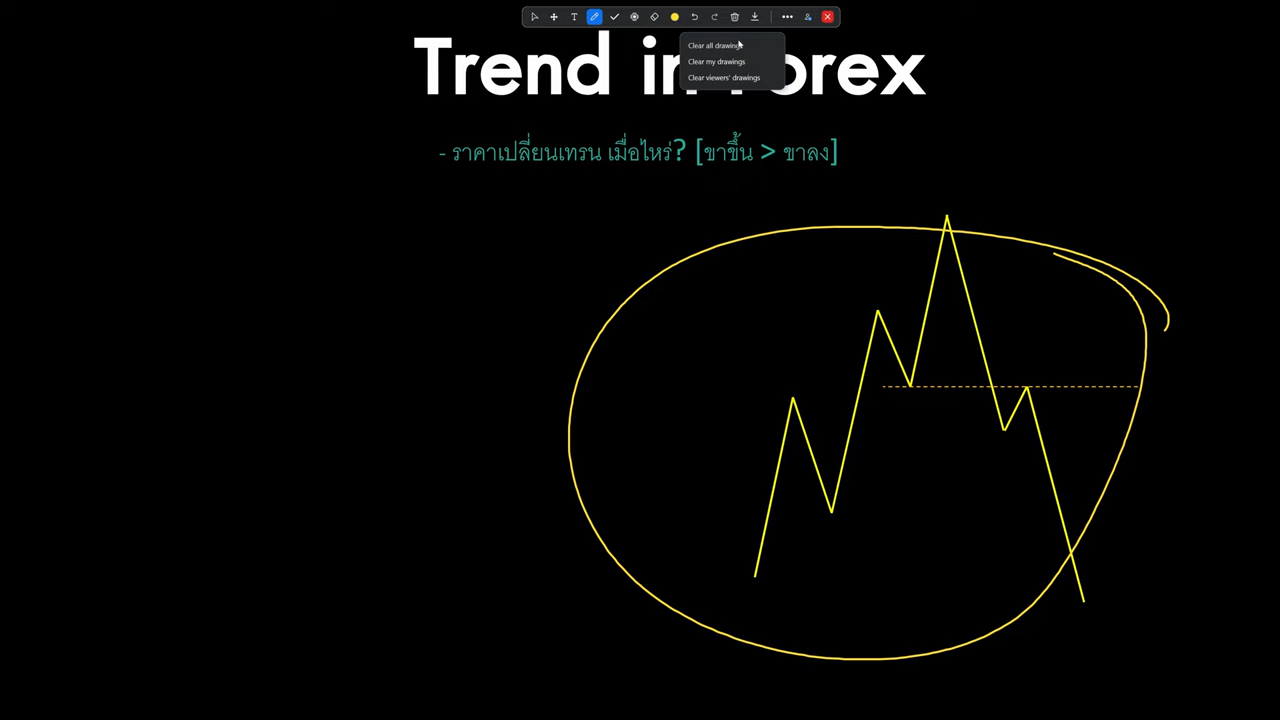 Clear all drawings
Clear my drawings
Clear viewers' drawings
Trend in Forex
- ราคาเปลี่ยนเทรน เมื่อไหร่? [ขาขึ้น > ขาลง]